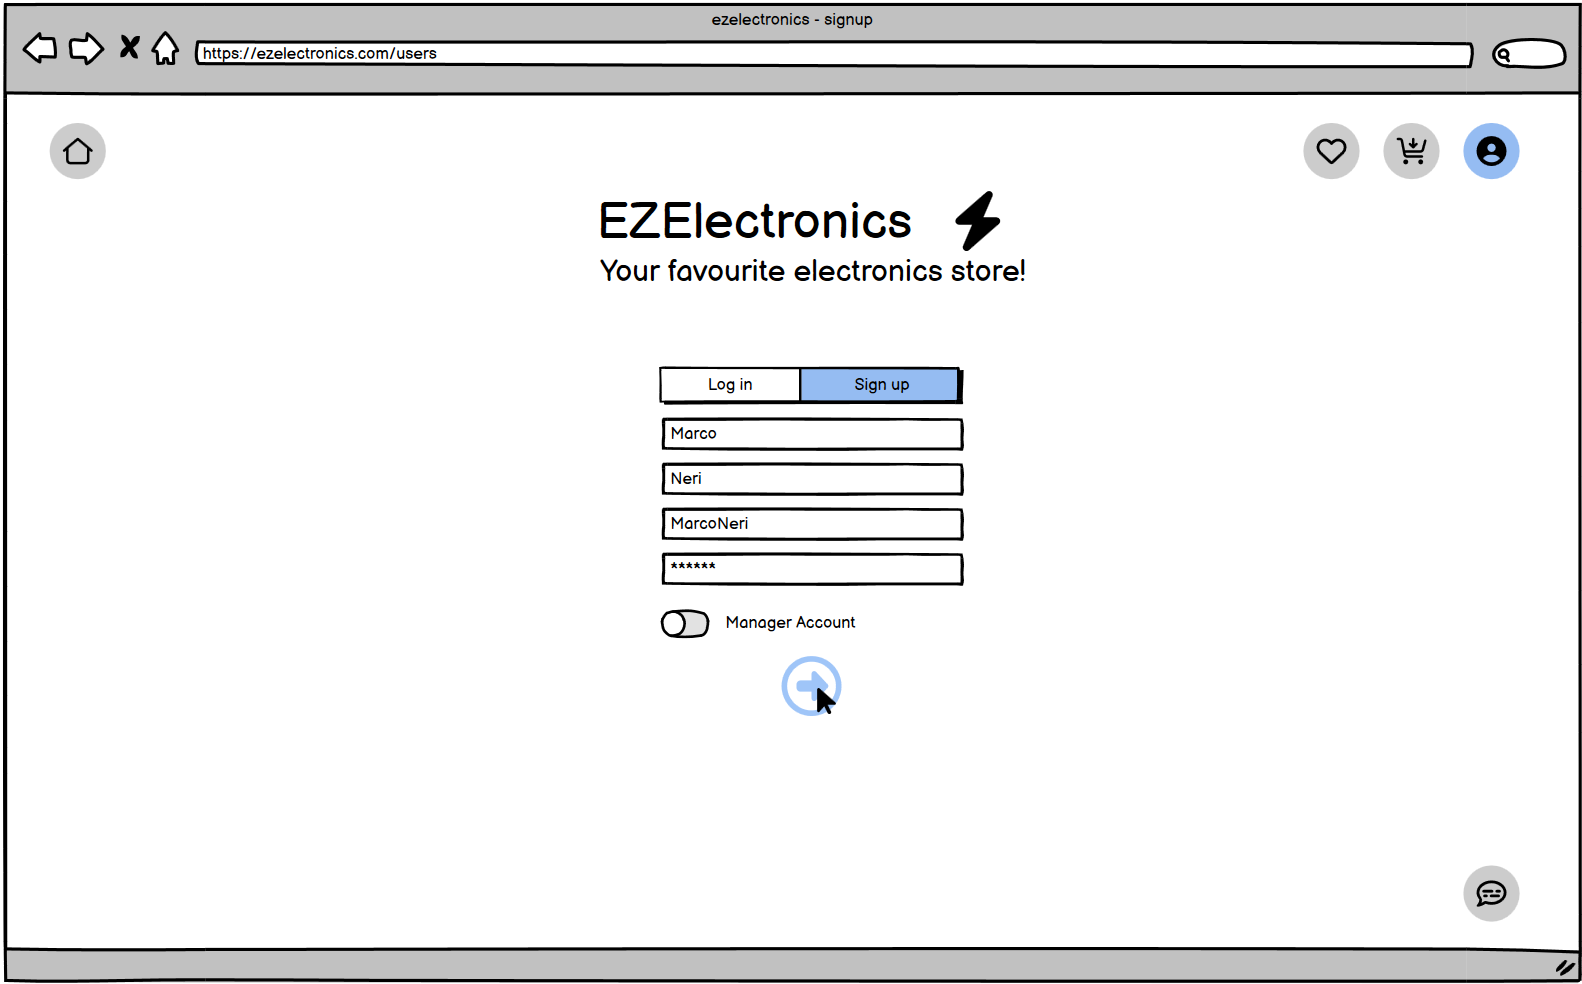 ezelectronics - signup
https://ezelectronics.com/users
EZElectronics
Your favourite electronics store!
Log in
Sign up
Marco
Neri
MarcoNeri
******
Manager Account